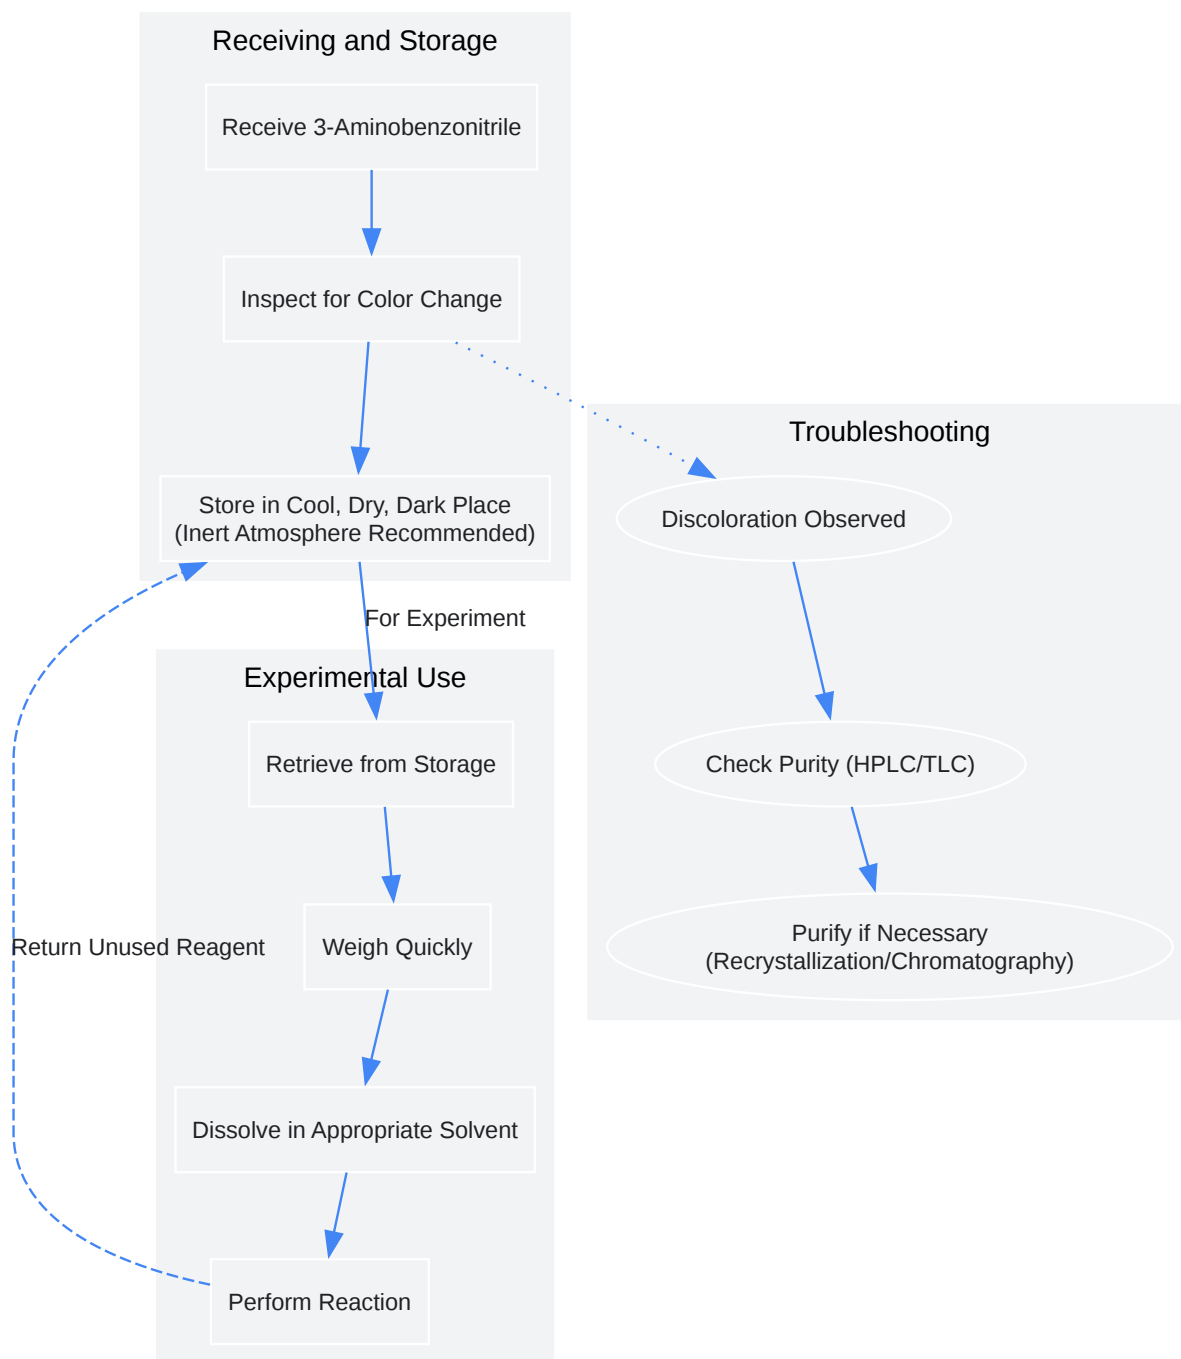 Receiving and Storage
Receive 3-Aminobenzonitrile
Inspect for Color Change
Store in Cool, Dry, Dark Place
(Inert Atmosphere Recommended)
For Experiment
Experimental Use
Retrieve from Storage
Weigh Quickly
Return Unused Reagent
Dissolve in Appropriate Solvent
Perform Reaction
Troubleshooting
Discoloration Observed
Check Purity (HPLC/TLC)
Purify if Necessary
(Recrystallization/Chromatography)